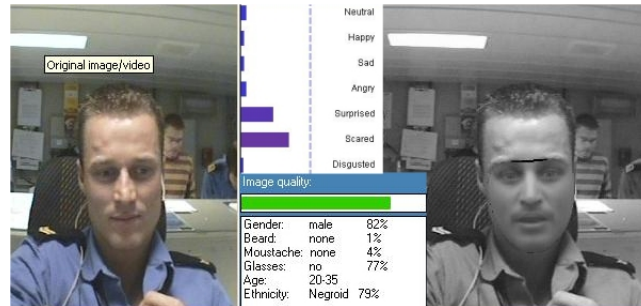 Original image/video
Neutral
Happy
Sad
Angry
Surprised
Scared
Disgusted
Image quality:
Gender: male 82%
Beard: none 1%
Moustache: none 4%
Glasses: no 77%
Age: 20-35
Ethnicity: Negroid 79%